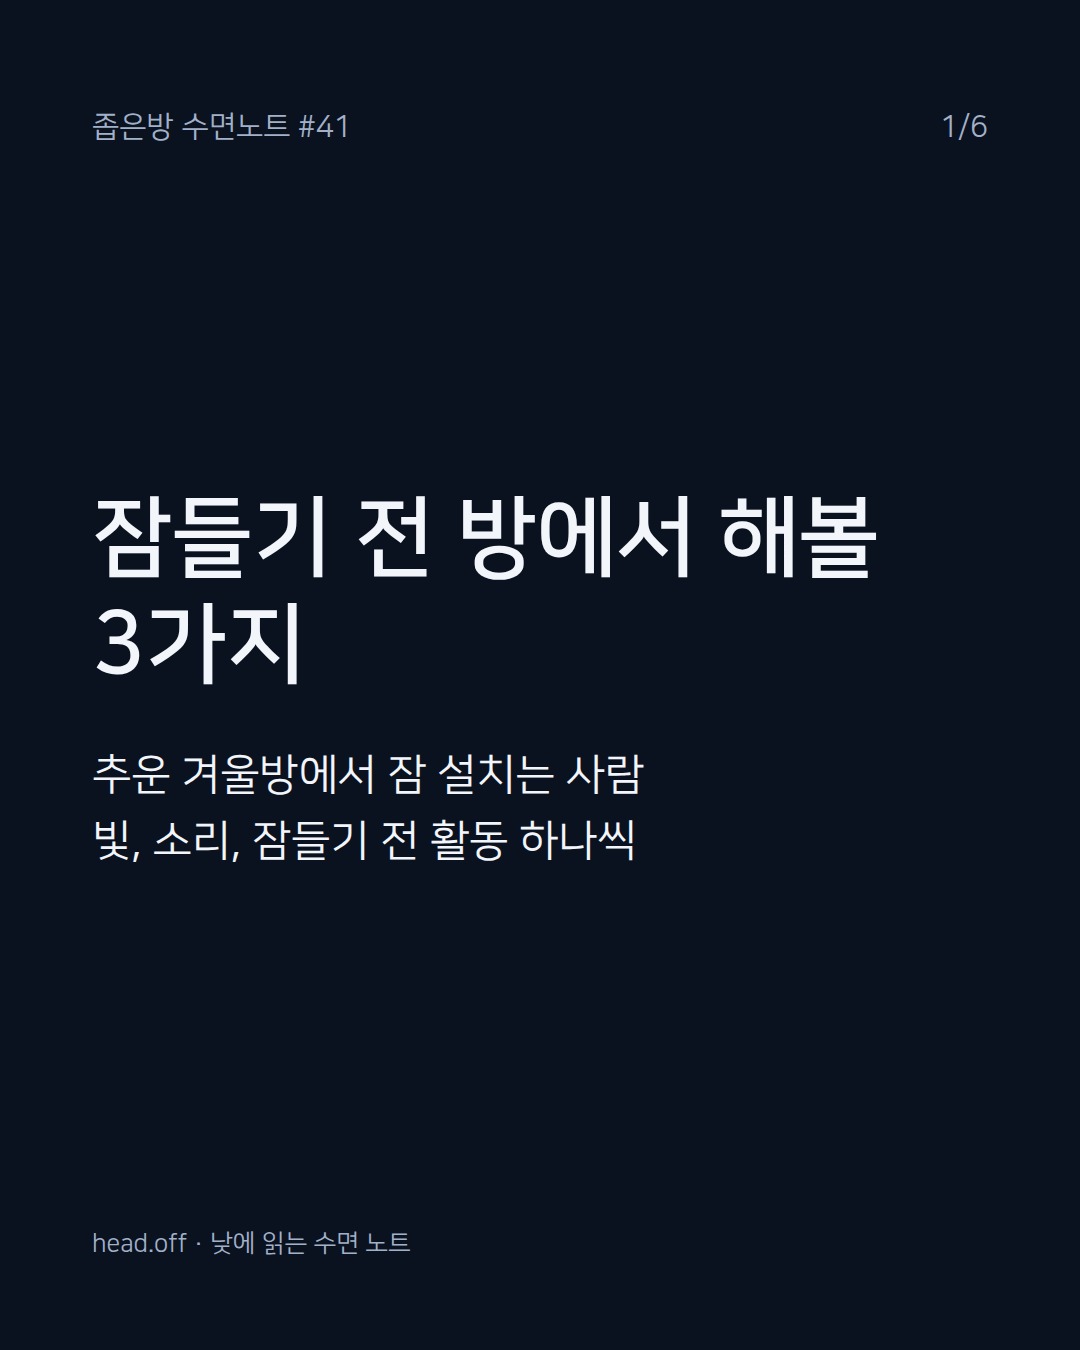 좁은방 수면노트 #41
1/6
잠들기 전 방에서 해볼
3가지
추운 겨울방에서 잠 설치는 사람
빛, 소리, 잠들기 전 활동 하나씩
head.off · 낮에 읽는 수면 노트